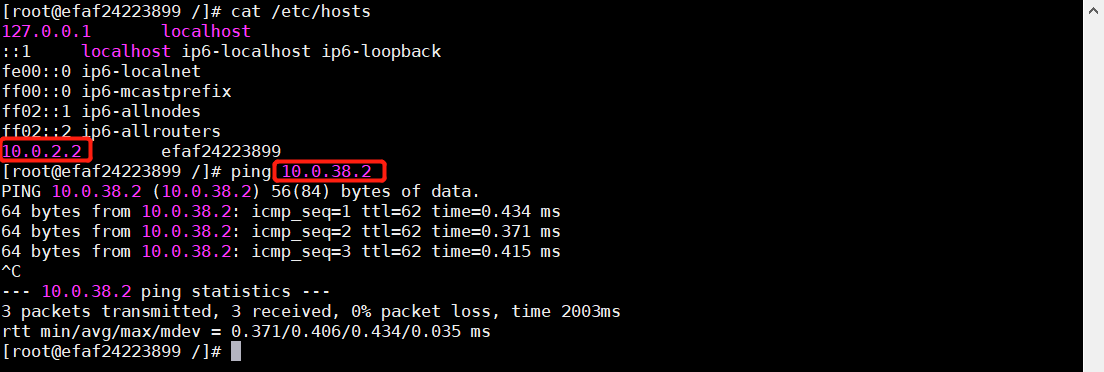 [root@efaf24223899 /]# cat /etc/hosts
127.0.0.1       localhost
::1     localhost ip6-localhost ip6-loopback
fe00::0 ip6-localnet
ff00::0 ip6-mcastprefix
ff02::1 ip6-allnodes
ff02::2 ip6-allrouters
10.0.2.2        efaf24223899
[root@efaf24223899 /]# ping 10.0.38.2
PING 10.0.38.2 (10.0.38.2) 56(84) bytes of data.
64 bytes from 10.0.38.2: icmp_seq=1 ttl=62 time=0.434 ms
64 bytes from 10.0.38.2: icmp_seq=2 ttl=62 time=0.371 ms
64 bytes from 10.0.38.2: icmp_seq=3 ttl=62 time=0.415 ms
^C
--- 10.0.38.2 ping statistics ---
3 packets transmitted, 3 received, 0% packet loss, time 2003ms
rtt min/avg/max/mdev = 0.371/0.406/0.434/0.035 ms
[root@efaf24223899 /]#